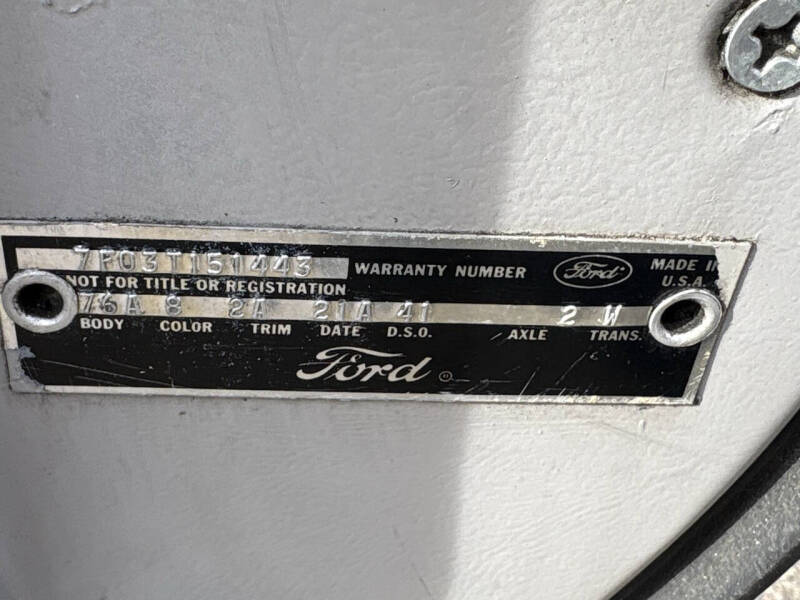 7R03T151443 WARRANTY NUMBER Ford MADE IN
NOT FOR TITLE OR REGISTRATION U.S.A.
76A 8 2A 21A 41 2 W
BODY COLOR TRIM DATE D.S.O. AXLE TRANS.
Ford